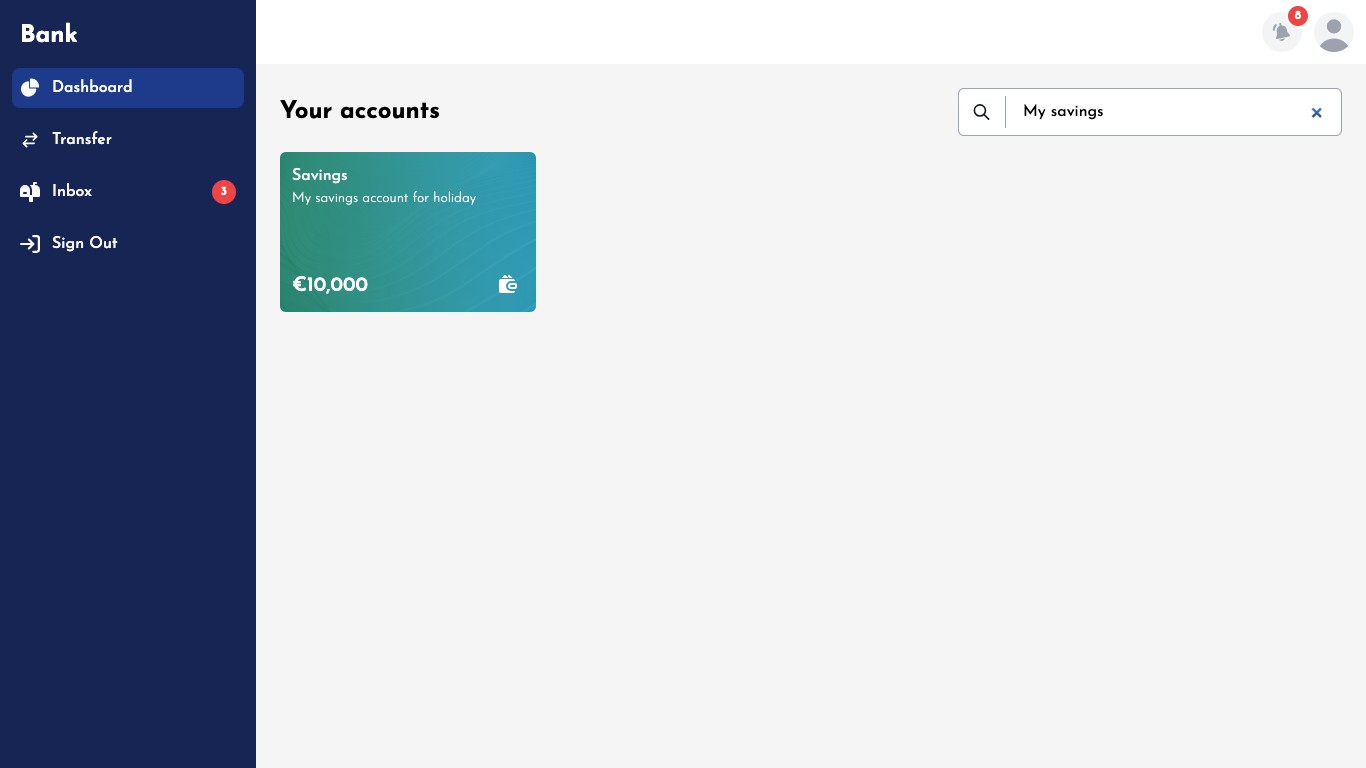 Bank
Dashboard
Transfer
Inbox
3
Sign Out
8
Your accounts
My savings
Savings
My savings account for holiday
€10,000